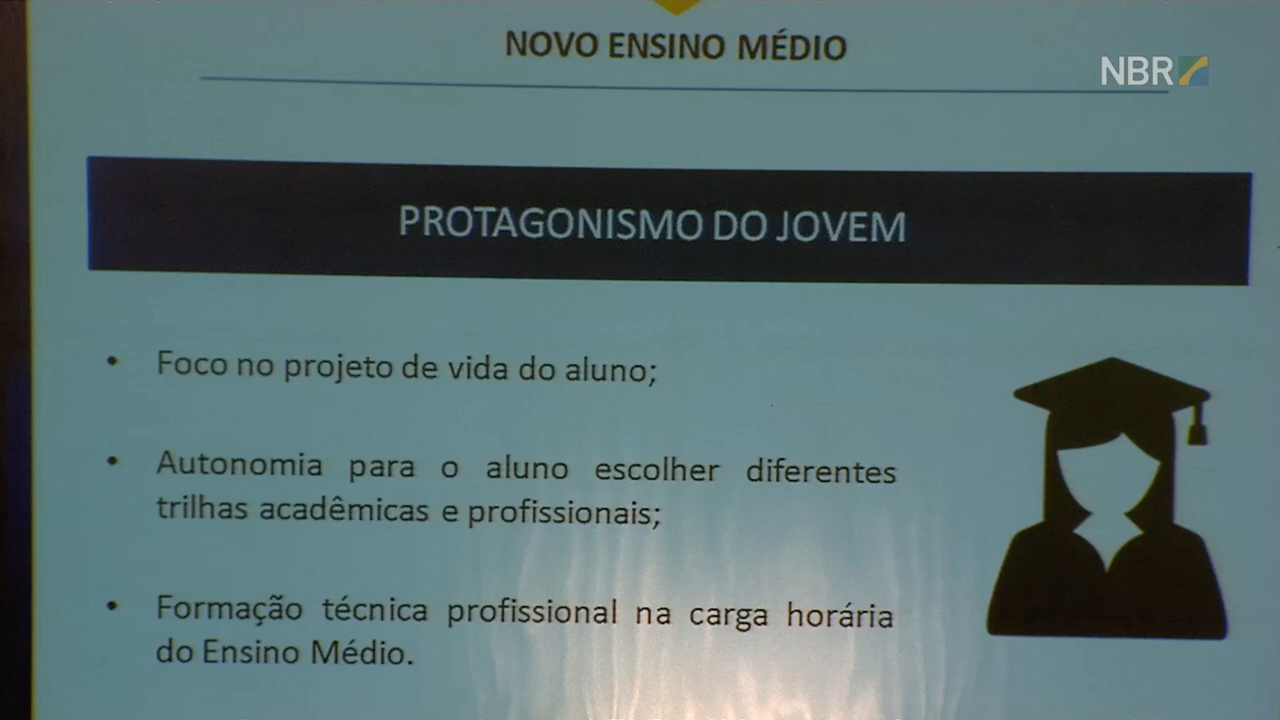 NOVO ENSINO MÉDIO
NBR
PROTAGONISMO DO JOVEM
• Foco no projeto de vida do aluno;
• Autonomia para o aluno escolher diferentes
trilhas acadêmicas e profissionais;
• Formação técnica profissional na carga horária
do Ensino Médio.